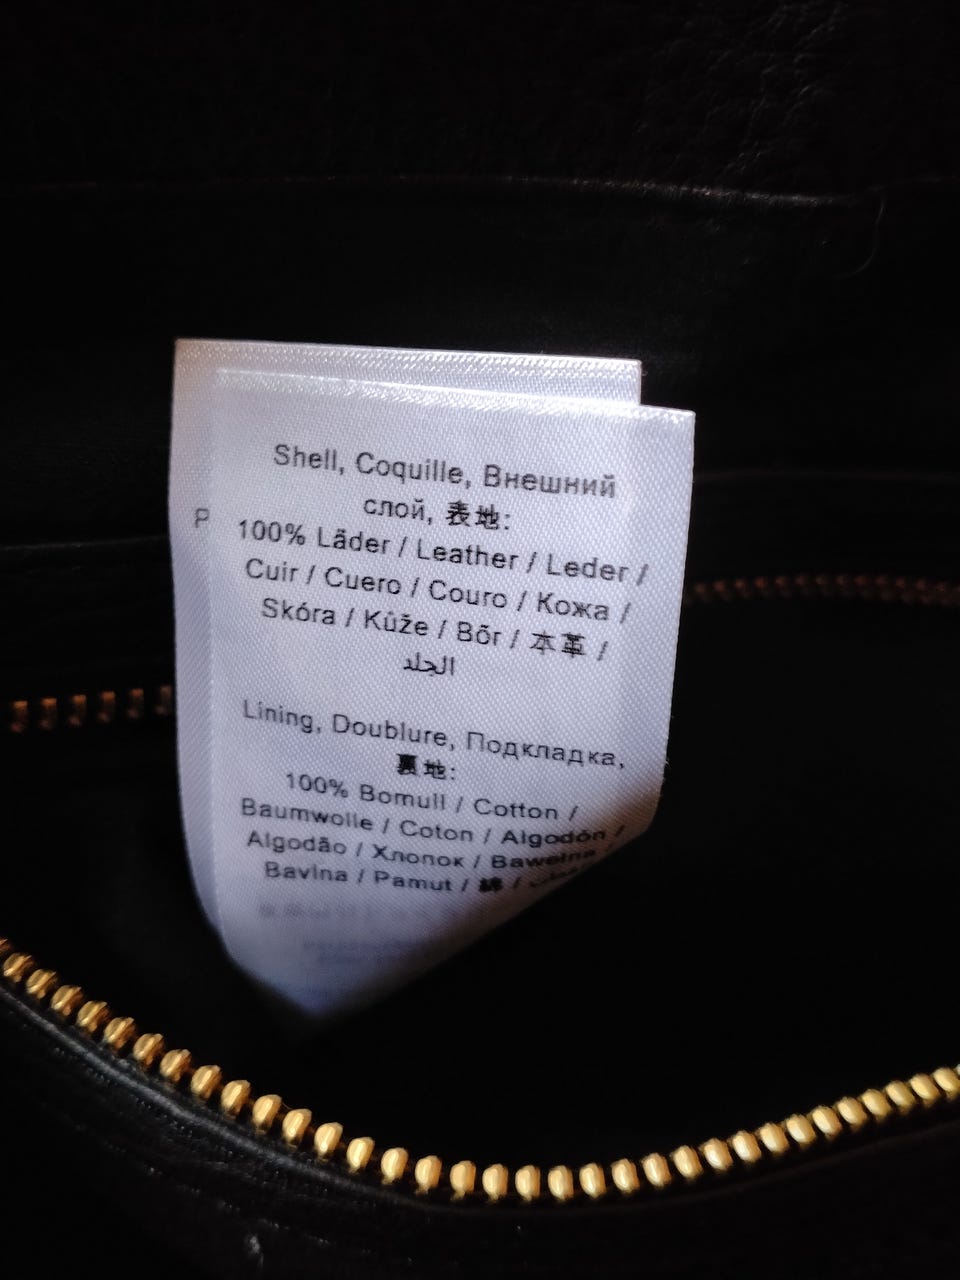 Shell, Coquille, Внешний
слой, 表地:
100% Läder / Leather / Leder /
Cuir / Cuero / Couro / Кожа /
Skóra / Kůže / Bőr / 本革 /
الجلد
Lining, Doublure, Подкладка,
裏地:
100% Bomull / Cotton /
Baumwolle / Coton / Algodón /
Algodão / Хлопок / Bawełna /
Bavlna / Pamut / 綿 /
P